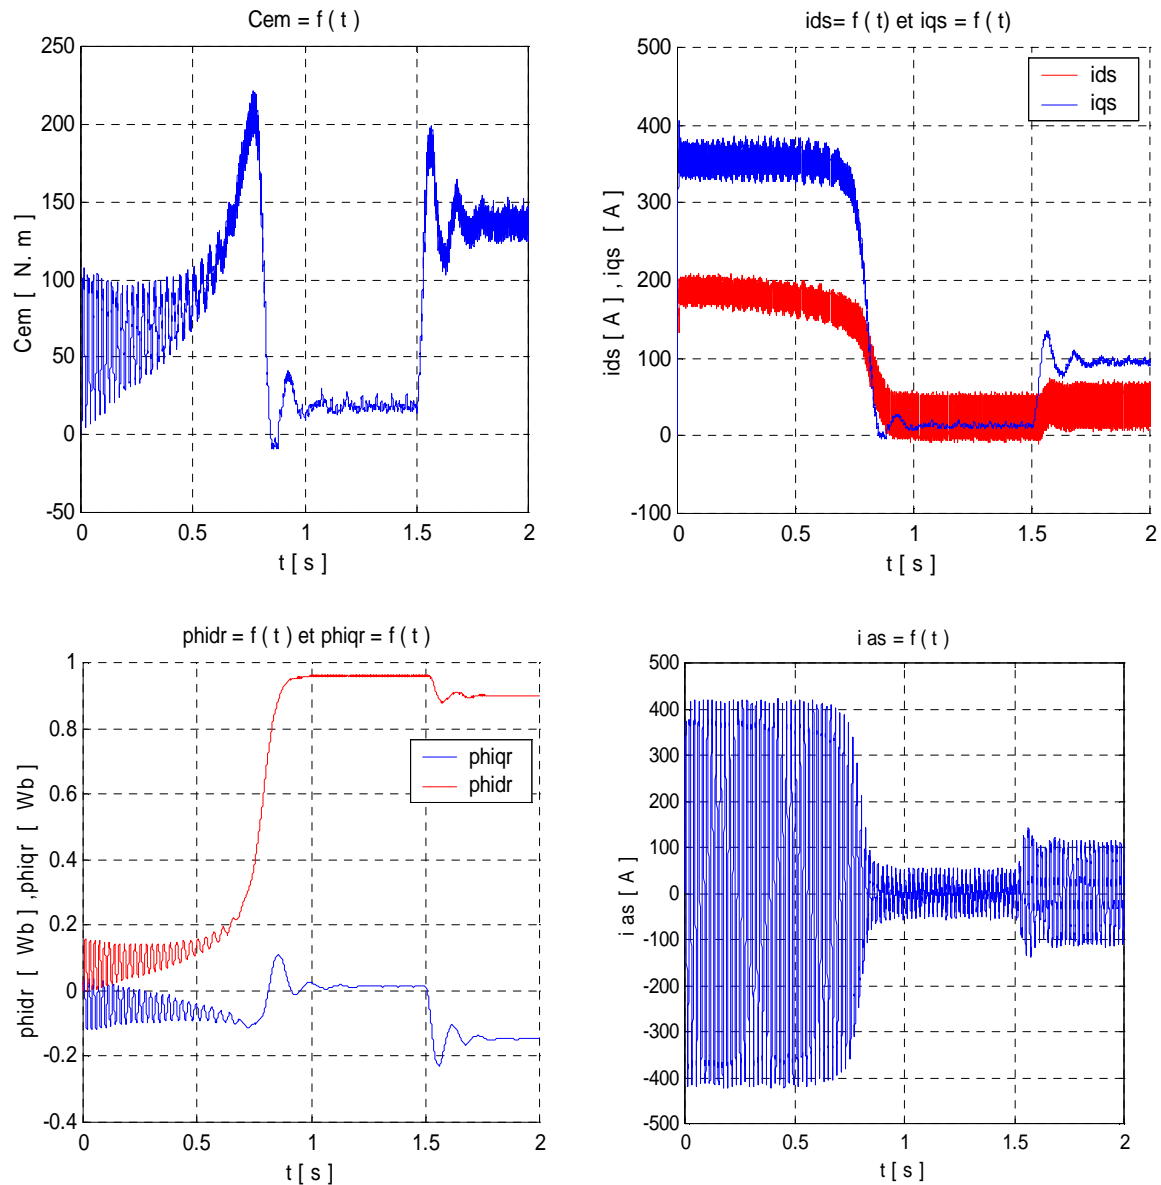 Cem = f ( t )
250
200
150
100
50
0
-50
Cem [ N. m ]
0 0.5 1 1.5 2
t [ s ]
ids= f ( t) et iqs = f ( t)
500
400
300
200
100
0
-100
ids [ A ] , iqs [ A ]
ids
iqs
0 0.5 1 1.5 2
t [ s ]
phidr = f ( t ) et phiqr = f ( t )
1
0.8
0.6
0.4
0.2
0
-0.2
-0.4
phidr [ Wb ] ,phiqr [ Wb ]
phiqr
phidr
0 0.5 1 1.5 2
t [ s ]
i as = f ( t )
500
400
300
200
100
0
-100
-200
-300
-400
-500
i as [ A ]
0 0.5 1 1.5 2
t [ s ]